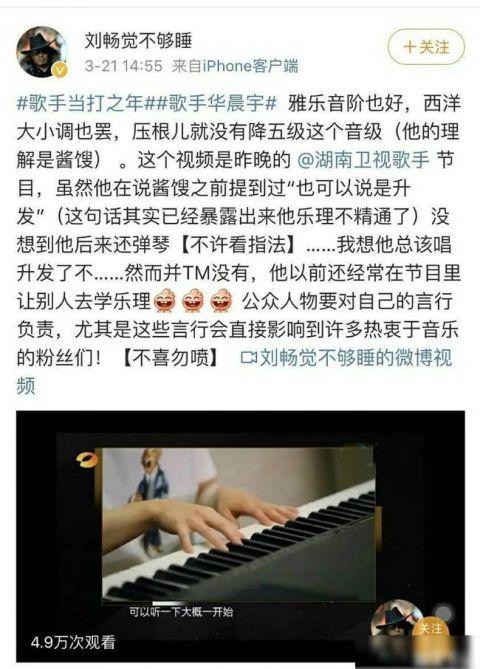 刘畅觉不够睡
3-21 14:55 来自iPhone客户端
+关注
#歌手当打之年##歌手华晨宇# 雅乐音阶也好，西洋
大小调也罢，压根儿就没有降五级这个音级（他的理
解是酱馊）。这个视频是昨晚的 @湖南卫视歌手 节
目，虽然他在说酱馊之前提到过“也可以说是升
发”（这句话其实已经暴露出来他乐理不精通了）没
想到他后来还弹琴【不许看指法】……我想他总该唱
升发了不……然而并TM没有，他以前还经常在节目里
让别人去学乐理 公众人物要对自己的言行
负责，尤其是这些言行会直接影响到许多热衷于音乐
的粉丝们！【不喜勿喷】 刘畅觉不够睡的微博视
频
可以听一下大概一开始
4.9万次观看
关注